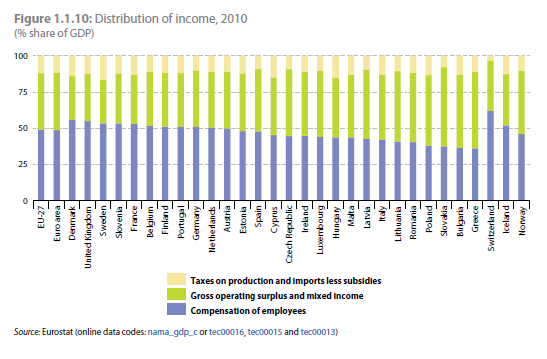 Figure 1.1.10: Distribution of income, 2010
(% share of GDP)
100
75
50
25
0
EU-27
Euro area
Denmark
United Kingdom
Sweden
Slovenia
France
Belgium
Finland
Portugal
Germany
Netherlands
Austria
Estonia
Spain
Cyprus
Czech Republic
Ireland
Luxembourg
Hungary
Malta
Latvia
Italy
Lithuania
Romania
Poland
Slovakia
Bulgaria
Greece
Switzerland
Iceland
Norway
Taxes on production and imports less subsidies
Gross operating surplus and mixed income
Compensation of employees
Source: Eurostat (online data codes: nama_gdp_c or tec00016, tec00015 and tec00013)